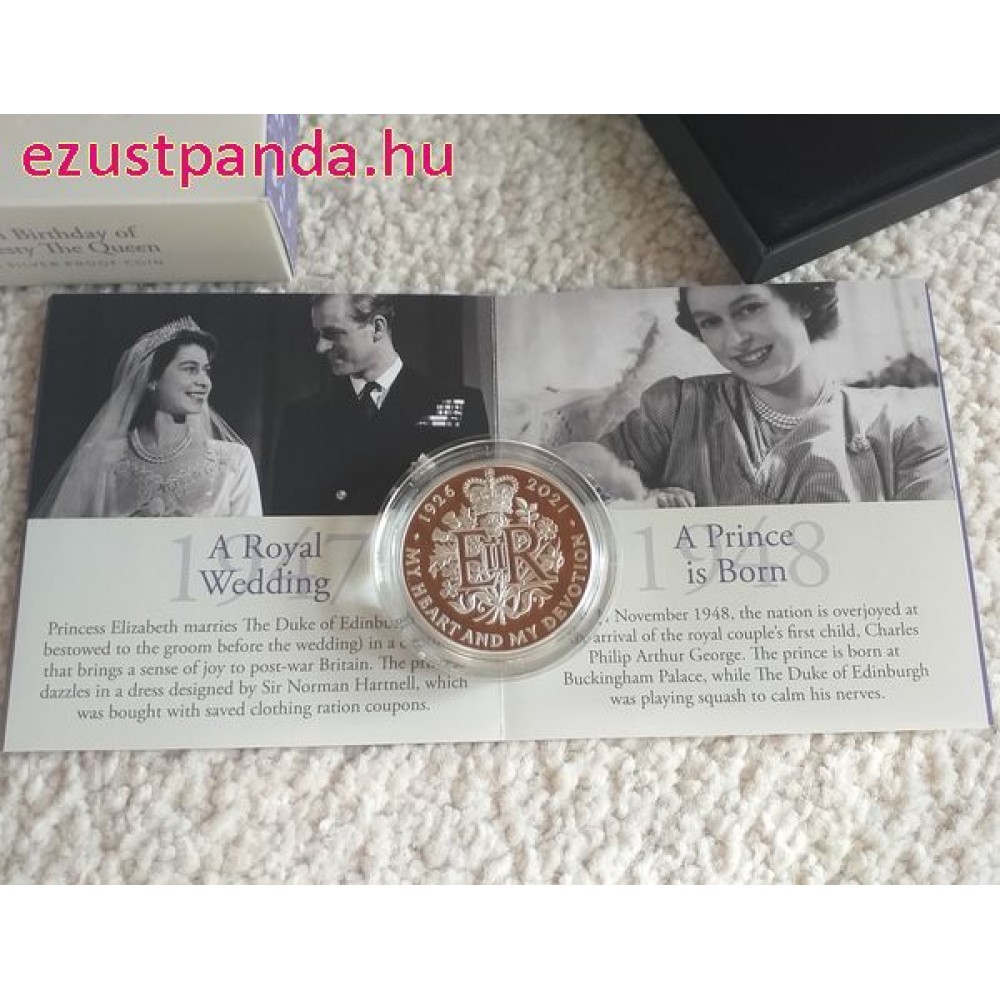 ezustpanda.hu
Birthday of
esty The Queen
SILVER PROOF COIN
1947
A Royal
Wedding
Princess Elizabeth marries The Duke of Edinbu
bestowed to the groom before the wedding) in a
that brings a sense of joy to post-war Britain. The
dazzles in a dress designed by Sir Norman Hartnell, which
was bought with saved clothing ration coupons.
1926 · 2021
· MY HEART AND MY DEVOTION ·
EIIR
1948
A Prince
is Born
November 1948, the nation is overjoyed at
arrival of the royal couple's first child, Charles
Philip Arthur George. The prince is born at
Buckingham Palace, while The Duke of Edinburgh
was playing squash to calm his nerves.